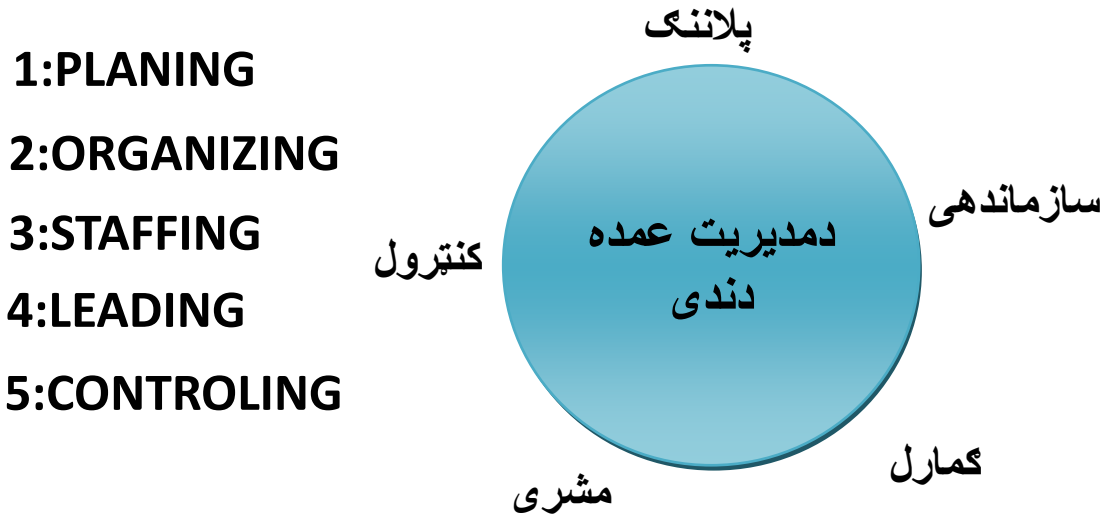 1:PLANING
2:ORGANIZING
3:STAFFING
4:LEADING
5:CONTROLING
پلاننګ
سازماندهی
ګمارل
مشری
کنټرول
دمدیریت عمده
دندی